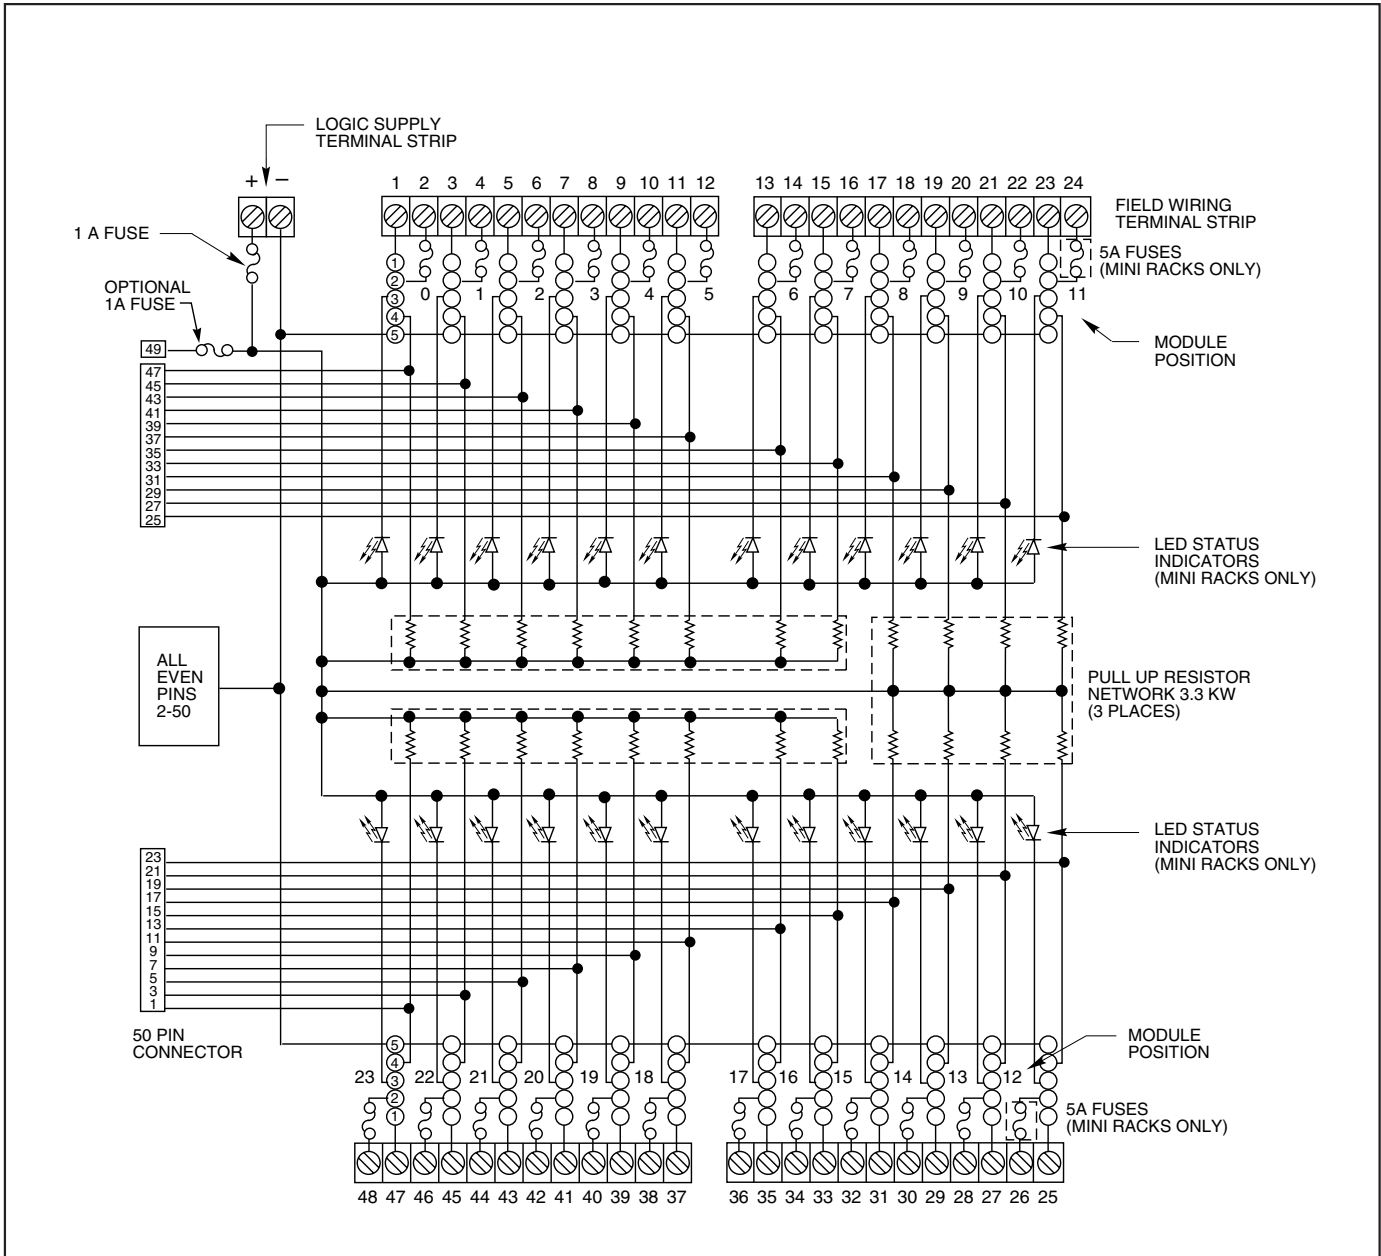 LOGIC SUPPLY
TERMINAL STRIP
+ −
1 2 3 4 5 6 7 8 9 10 11 12 13 14 15 16 17 18 19 20 21 22 23 24
FIELD WIRING
TERMINAL STRIP
1 A FUSE
5A FUSES
(MINI RACKS ONLY)
OPTIONAL
1A FUSE
1
2
3
4
5
0 1 2 3 4 5 6 7 8 9 10 11
MODULE
POSITION
49
47
45
43
41
39
37
35
33
31
29
27
25
LED STATUS
INDICATORS
(MINI RACKS ONLY)
ALL
EVEN
PINS
2-50
PULL UP RESISTOR
NETWORK 3.3 KW
(3 PLACES)
LED STATUS
INDICATORS
(MINI RACKS ONLY)
23
21
19
17
15
13
11
9
7
5
3
1
50 PIN
CONNECTOR
MODULE
POSITION
5
4
3
2
1
23 22 21 20 19 18 17 16 15 14 13 12
5A FUSES
(MINI RACKS ONLY)
48 47 46 45 44 43 42 41 40 39 38 37 36 35 34 33 32 31 30 29 28 27 26 25